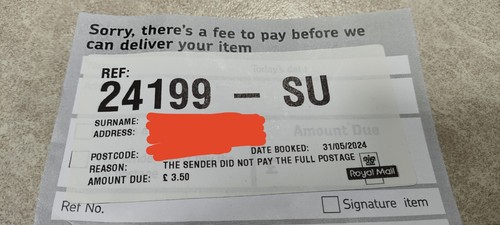 Sorry, there's a fee to pay before we
can deliver your item
REF:
24199 – SU
SURNAME:
ADDRESS:
Amount Due
POSTCODE:
DATE BOOKED: 31/05/2024
REASON: THE SENDER DID NOT PAY THE FULL POSTAGE
AMOUNT DUE: £ 3.50
Royal Mail
Ref No.
Signature item